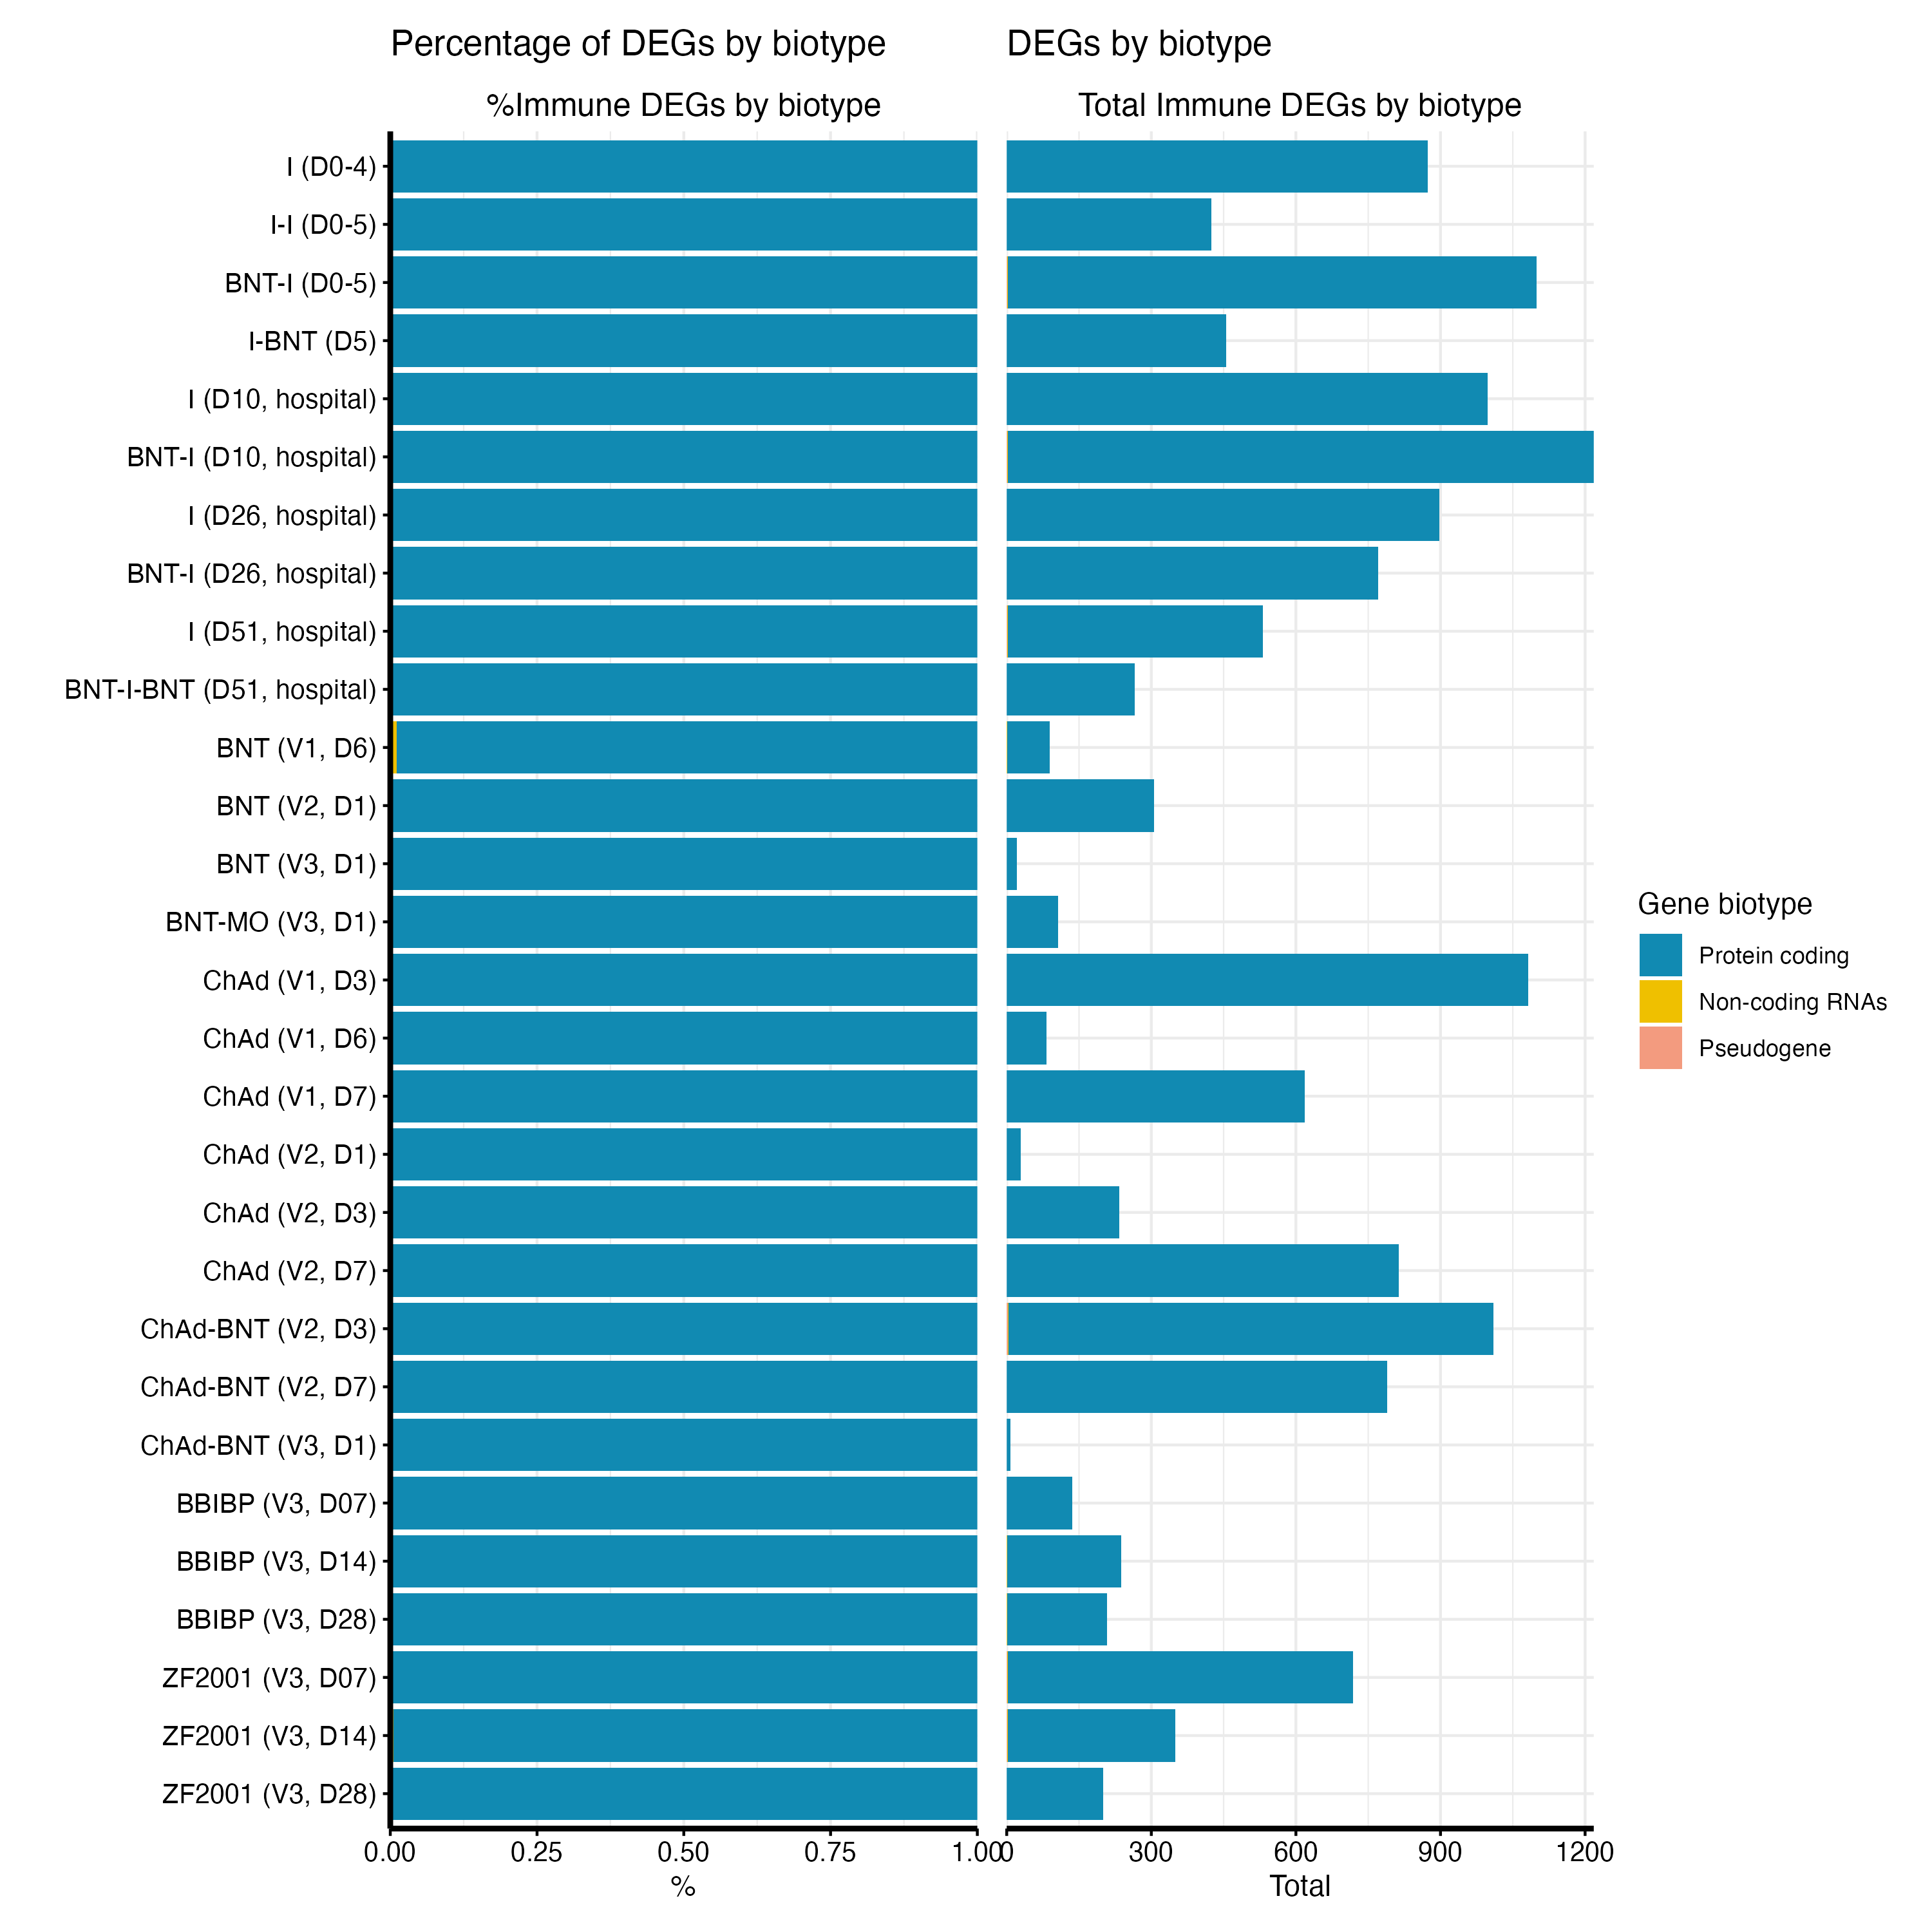 Percentage of DEGs by biotype
DEGs by biotype
%Immune DEGs by biotype
Total Immune DEGs by biotype
I (D0-4)
I-I (D0-5)
BNT-I (D0-5)
I-BNT (D5)
I (D10, hospital)
BNT-I (D10, hospital)
I (D26, hospital)
BNT-I (D26, hospital)
I (D51, hospital)
BNT-I-BNT (D51, hospital)
BNT (V1, D6)
BNT (V2, D1)
BNT (V3, D1)
BNT-MO (V3, D1)
ChAd (V1, D3)
ChAd (V1, D6)
ChAd (V1, D7)
ChAd (V2, D1)
ChAd (V2, D3)
ChAd (V2, D7)
ChAd-BNT (V2, D3)
ChAd-BNT (V2, D7)
ChAd-BNT (V3, D1)
BBIBP (V3, D07)
BBIBP (V3, D14)
BBIBP (V3, D28)
ZF2001 (V3, D07)
ZF2001 (V3, D14)
ZF2001 (V3, D28)
0.00 0.25 0.50 0.75 1.00
0 300 600 900 1200
%
Total
Gene biotype
Protein coding
Non-coding RNAs
Pseudogene